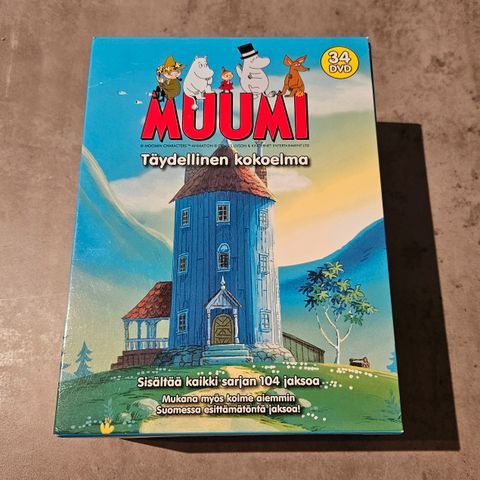 34
DVD
MUUMI
Täydellinen kokoelma
Sisältää kaikki sarjan 104 jaksoa
Mukana myös kolme aiemmin
Suomessa esittämätöntä jaksoa!